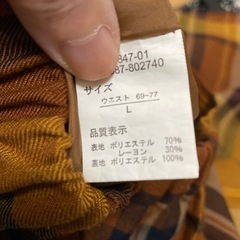 847-01
87-802740
サイズ
ウエスト 69-77
L
品質表示
表地 ポリエステル 70%
レーヨン 30%
裏地 ポリエステル 100%